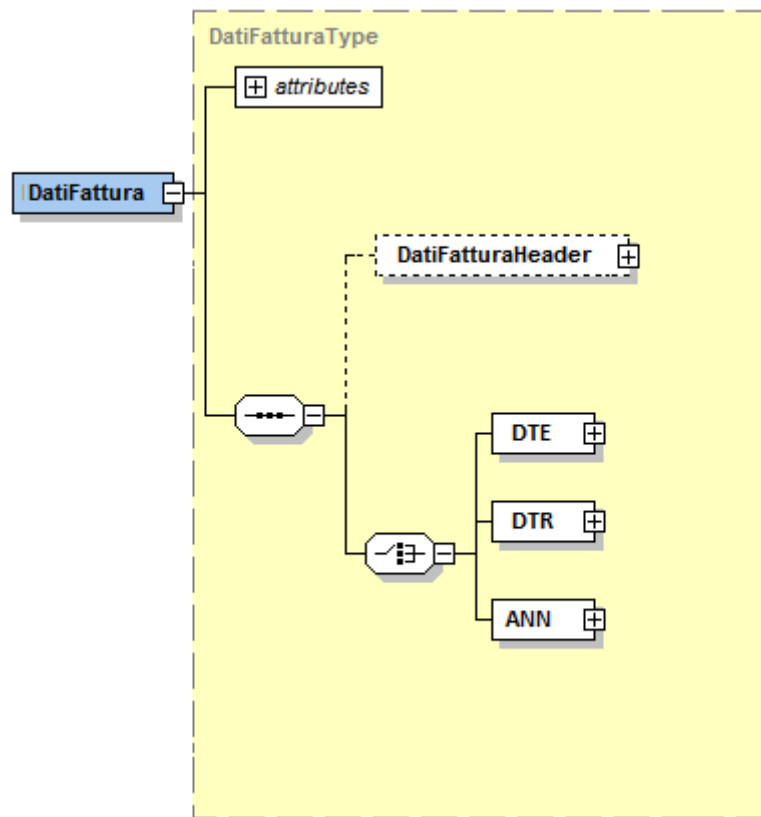 DatiFatturaType
attributes
DatiFattura
DatiFatturaHeader
DTE
DTR
ANN